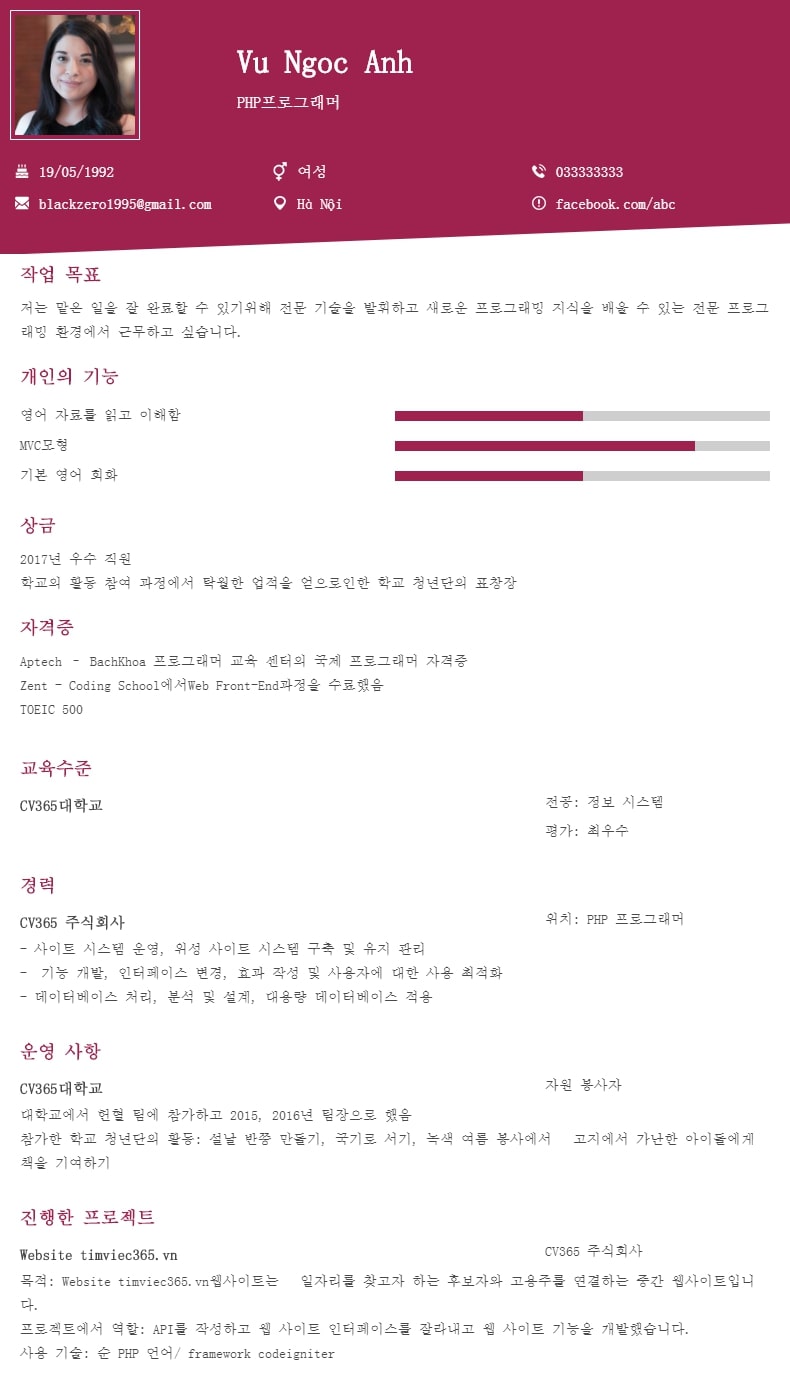 Vu Ngoc Anh
PHP프로그래머
19/05/1992
여성
033333333
blackzero1995@gmail.com
Hà Nội
facebook.com/abc
작업 목표
저는 맡은 일을 잘 완료할 수 있기위해 전문 기술을 발휘하고 새로운 프로그래밍 지식을 배울 수 있는 전문 프로그
래밍 환경에서 근무하고 싶습니다.
개인의 기능
영어 자료를 읽고 이해함
MVC모형
기본 영어 회화
상금
2017년 우수 직원
학교의 활동 참여 과정에서 탁월한 업적을 얻으로인한 학교 청년단의 표창장
자격증
Aptech – BachKhoa 프로그래머 교육 센터의 국제 프로그래머 자격증
Zent – Coding School에서Web Front-End과정을 수료했음
TOEIC 500
교육수준
CV365대학교
전공: 정보 시스템
평가: 최우수
경력
CV365 주식회사
위치: PHP 프로그래머
- 사이트 시스템 운영, 위성 사이트 시스템 구축 및 유지 관리
- 기능 개발, 인터페이스 변경, 효과 작성 및 사용자에 대한 사용 최적화
- 데이터베이스 처리, 분석 및 설계, 대용량 데이터베이스 적용
운영 사항
CV365대학교
자원 봉사자
대학교에서 헌혈 팀에 참가하고 2015, 2016년 팀장으로 했음
참가한 학교 청년단의 활동: 설날 반쯩 만들기, 국기로 서기, 녹색 여름 봉사에서 고지에서 가난한 아이들에게
책을 기여하기
진행한 프로젝트
Website timviec365.vn
CV365 주식회사
목적: Website timviec365.vn웹사이트는 일자리를 찾고자 하는 후보자와 고용주를 연결하는 중간 웹사이트입니
다.
프로젝트에서 역할: API를 작성하고 웹 사이트 인터페이스를 잘라내고 웹 사이트 기능을 개발했습니다.
사용 기술: 순 PHP 언어/ framework codeigniter